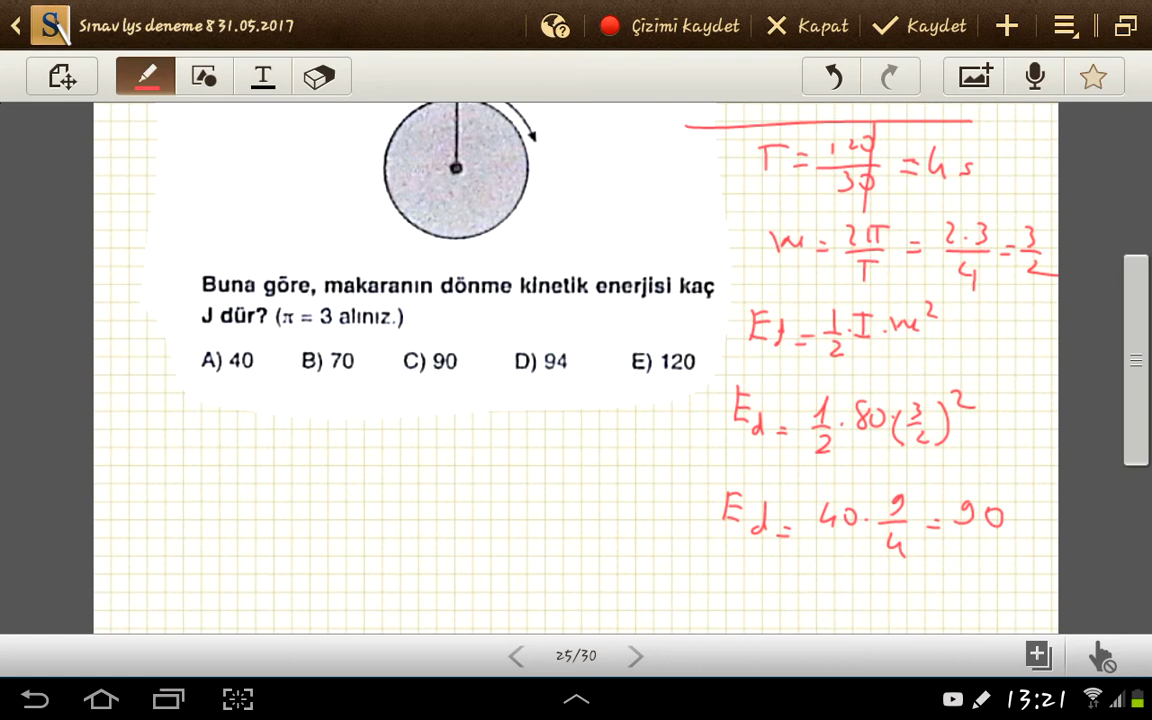 Sınav lys deneme 8 31.05.2017
Çizimi kaydet
Kapat
Kaydet
T
T = 120/30 = 4 s
w = 2π/T = 2·3/4 = 3/2
Buna göre, makaranın dönme kinetik enerjisi kaç
J dür? (π = 3 alınız.)
Ed = 1/2 · I · w²
A) 40 B) 70 C) 90 D) 94 E) 120
Ed = 1/2 · 80 · (3/2)²
Ed = 40 · 9/4 = 90
25/30
13:21